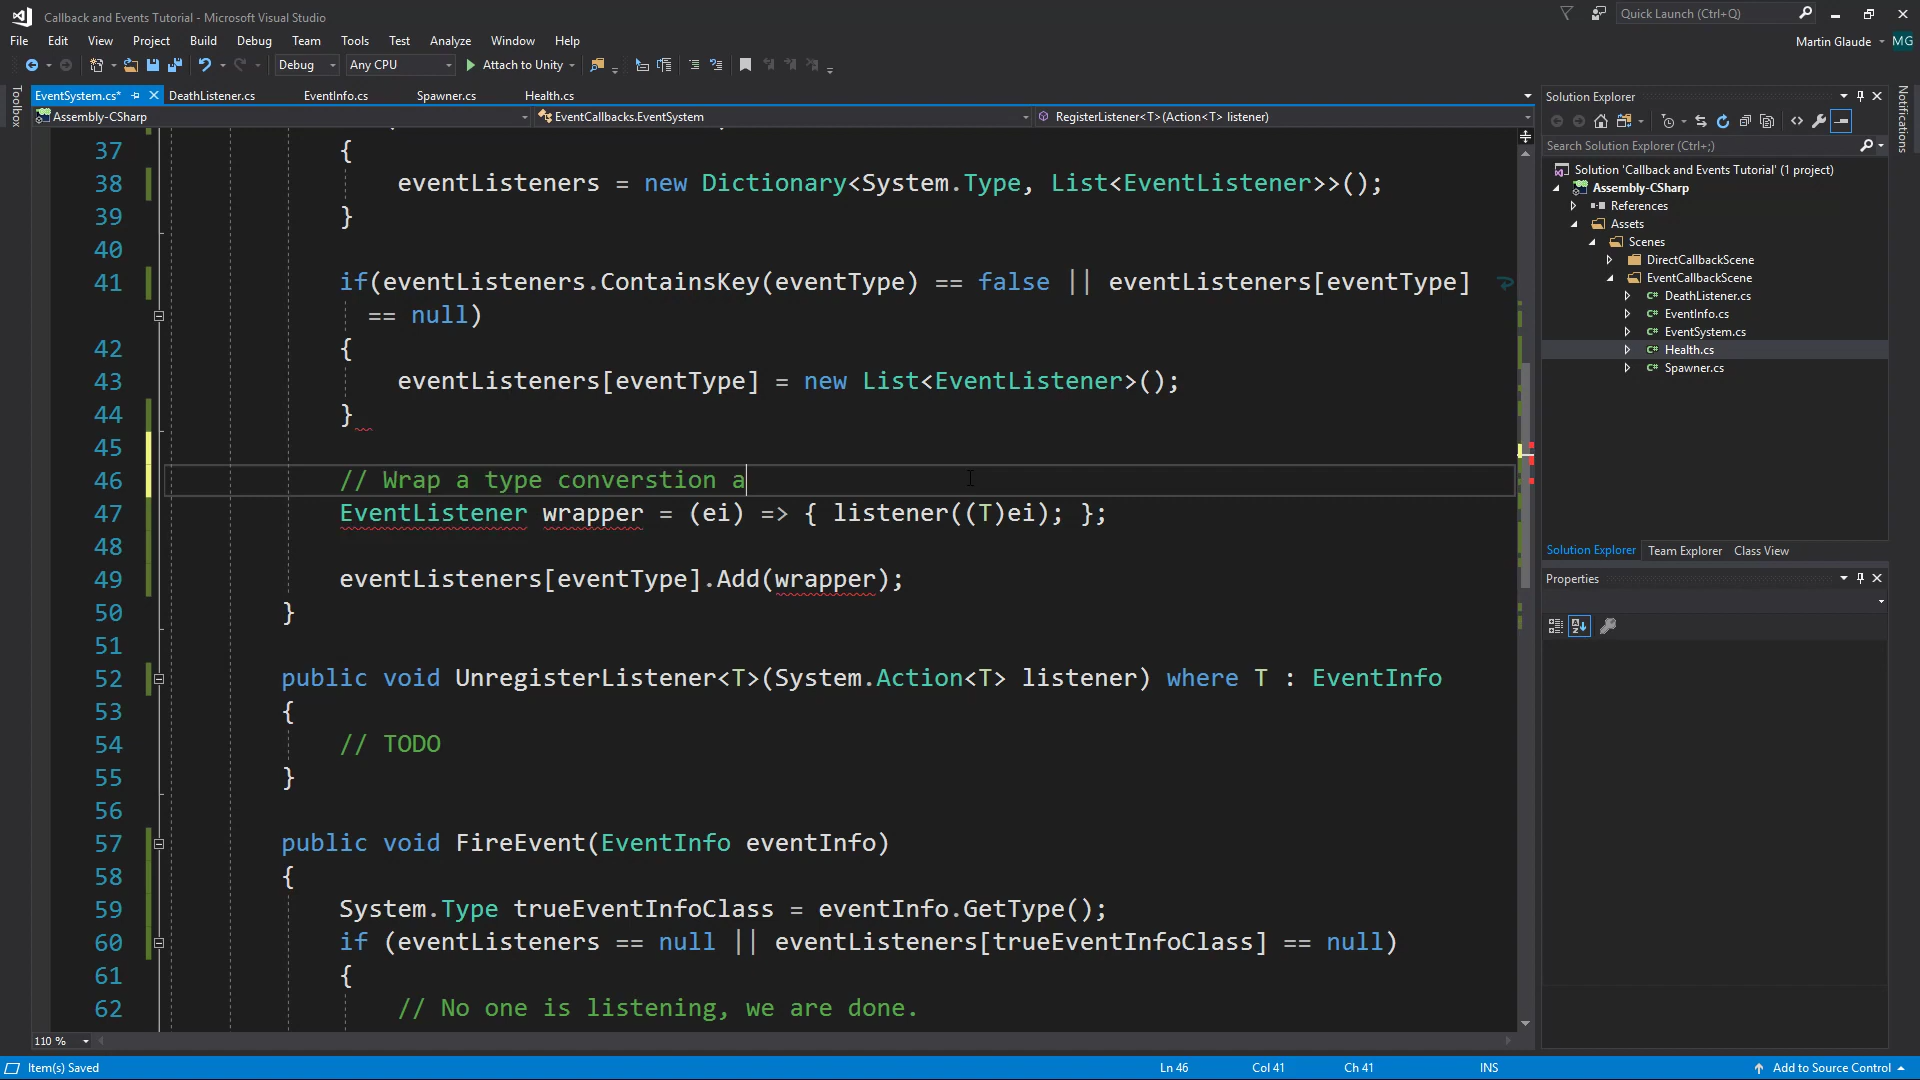 Callback and Events Tutorial - Microsoft Visual Studio
Quick Launch (Ctrl+Q)
File Edit View Project Build Debug Team Tools Test Analyze Window Help
Martin Glaude MG
Debug Any CPU Attach to Unity
Toolbox
EventSystem.cs* DeathListener.cs EventInfo.cs Spawner.cs Health.cs
Assembly-CSharp EventCallbacks.EventSystem RegisterListener<T>(Action<T> listener)
37 {
38 eventListeners = new Dictionary<System.Type, List<EventListener>>();
39 }
40
41 if(eventListeners.ContainsKey(eventType) == false || eventListeners[eventType]
== null)
42 {
43 eventListeners[eventType] = new List<EventListener>();
44 }
45
46 // Wrap a type converstion a
47 EventListener wrapper = (ei) => { listener((T)ei); };
48
49 eventListeners[eventType].Add(wrapper);
50 }
51
52 public void UnregisterListener<T>(System.Action<T> listener) where T : EventInfo
53 {
54 // TODO
55 }
56
57 public void FireEvent(EventInfo eventInfo)
58 {
59 System.Type trueEventInfoClass = eventInfo.GetType();
60 if (eventListeners == null || eventListeners[trueEventInfoClass] == null)
61 {
62 // No one is listening, we are done.
110 %
Solution Explorer
Search Solution Explorer (Ctrl+;)
Solution 'Callback and Events Tutorial' (1 project)
Assembly-CSharp
References
Assets
Scenes
DirectCallbackScene
EventCallbackScene
C# DeathListener.cs
C# EventInfo.cs
C# EventSystem.cs
C# Health.cs
C# Spawner.cs
Solution Explorer Team Explorer Class View
Properties
Notifications
Item(s) Saved Ln 46 Col 41 Ch 41 INS Add to Source Control